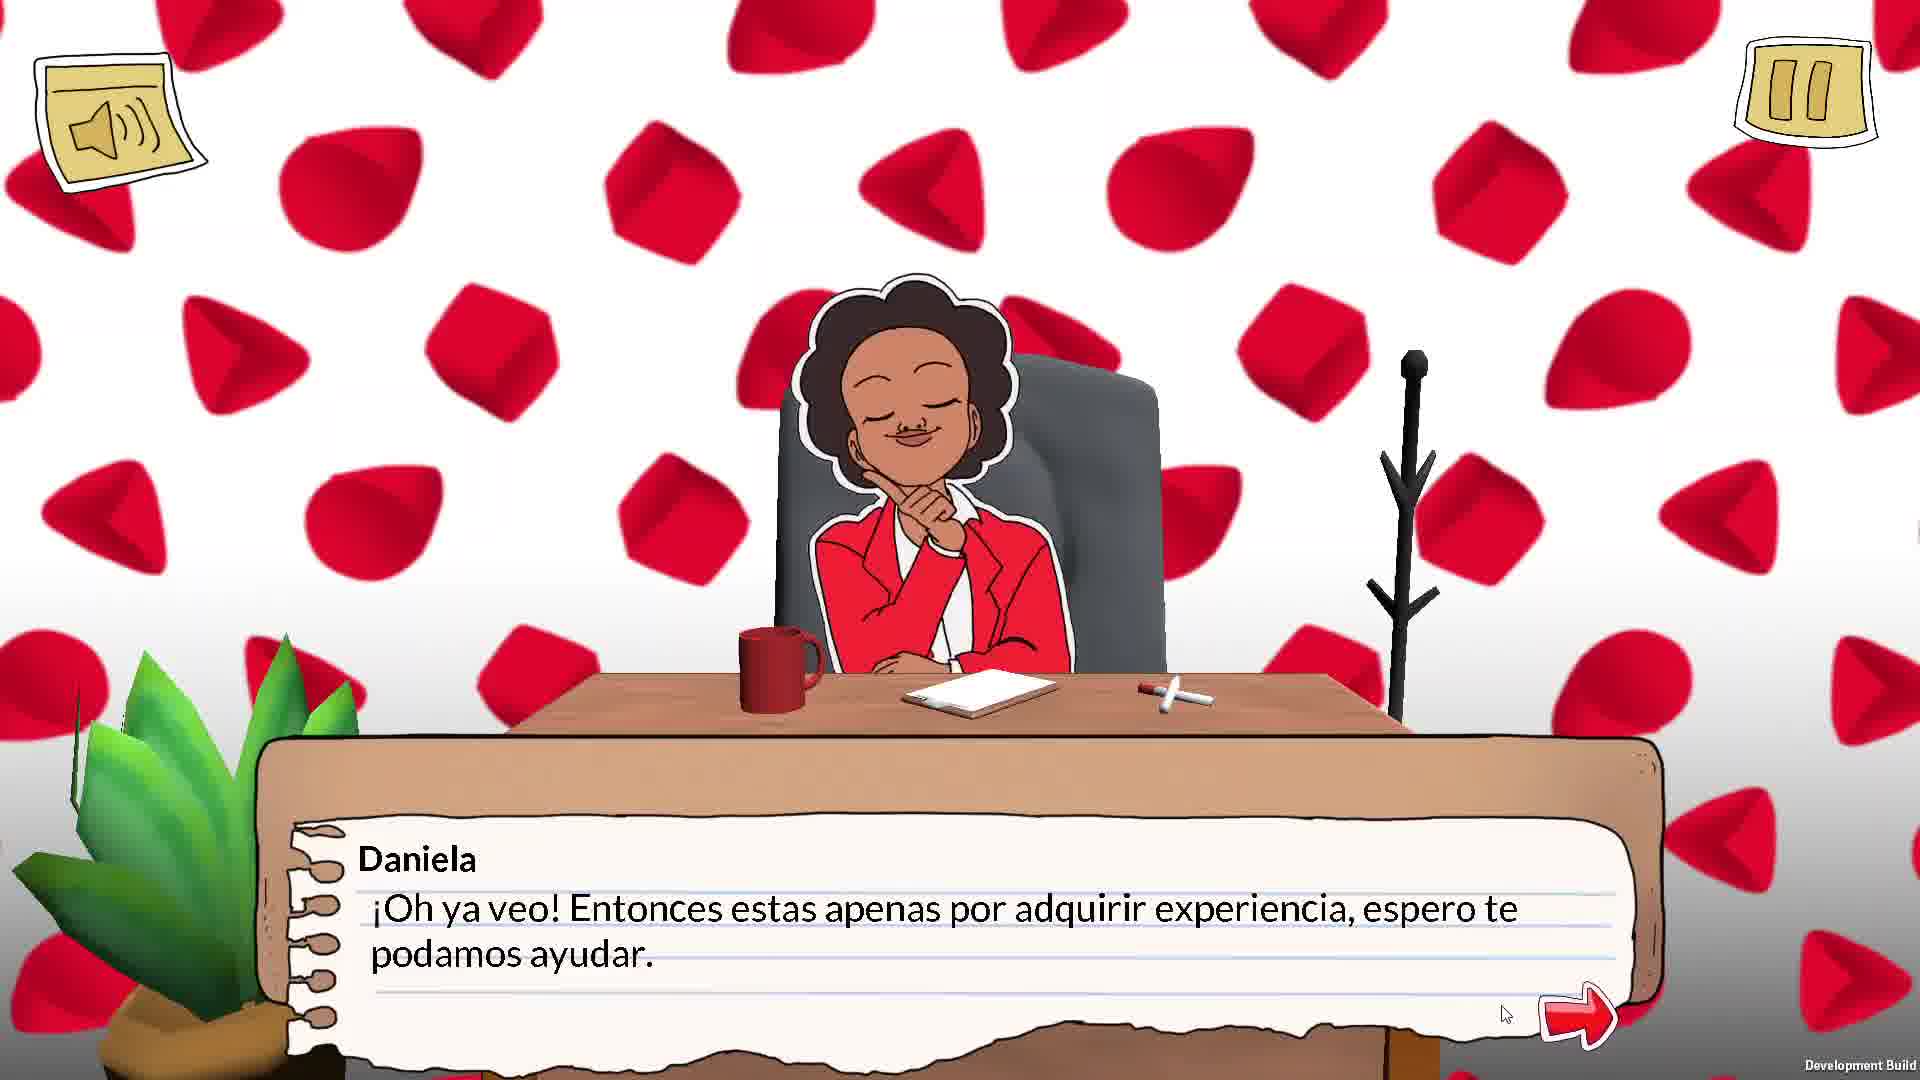 Daniela
¡Oh ya veo! Entonces estas apenas por adquirir experiencia, espero te
podamos ayudar.
Development Build